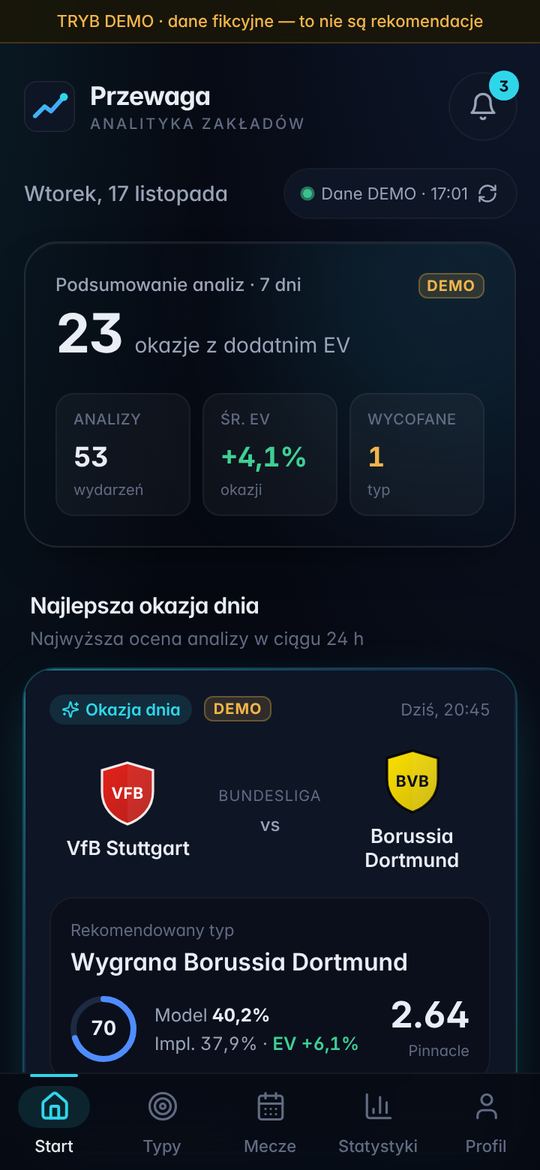 TRYB DEMO · dane fikcyjne — to nie są rekomendacje
Przewaga
ANALITYKA ZAKŁADÓW
3
Wtorek, 17 listopada
Dane DEMO · 17:01
Podsumowanie analiz · 7 dni
DEMO
23 okazje z dodatnim EV
ANALIZY
53
wydarzeń
ŚR. EV
+4,1%
okazji
WYCOFANE
1
typ
Najlepsza okazja dnia
Najwyższa ocena analizy w ciągu 24 h
Okazja dnia
DEMO
Dziś, 20:45
VFB
VfB Stuttgart
BUNDESLIGA
vs
BVB
Borussia
Dortmund
Rekomendowany typ
Wygrana Borussia Dortmund
70
Model 40,2%
Impl. 37,9% · EV +6,1%
2.64
Pinnacle
Start
Typy
Mecze
Statystyki
Profil